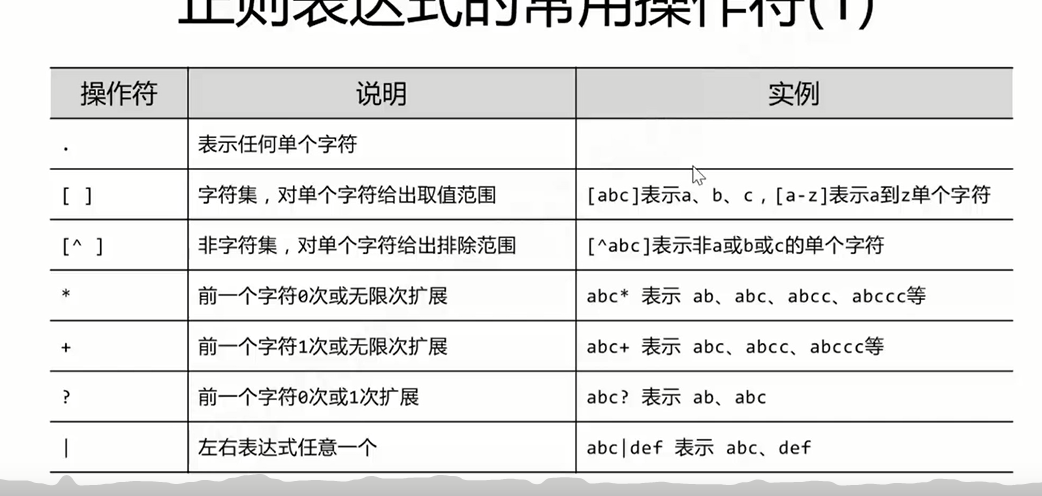 正则表达式的常用操作符(1)
操作符 说明 实例
. 表示任何单个字符
[ ] 字符集，对单个字符给出取值范围 [abc]表示a、b、c，[a-z]表示a到z单个字符
[^ ] 非字符集，对单个字符给出排除范围 [^abc]表示非a或b或c的单个字符
* 前一个字符0次或无限次扩展 abc* 表示 ab、abc、abcc、abccc等
+ 前一个字符1次或无限次扩展 abc+ 表示 abc、abcc、abccc等
? 前一个字符0次或1次扩展 abc? 表示 ab、abc
| 左右表达式任意一个 abc|def 表示 abc、def